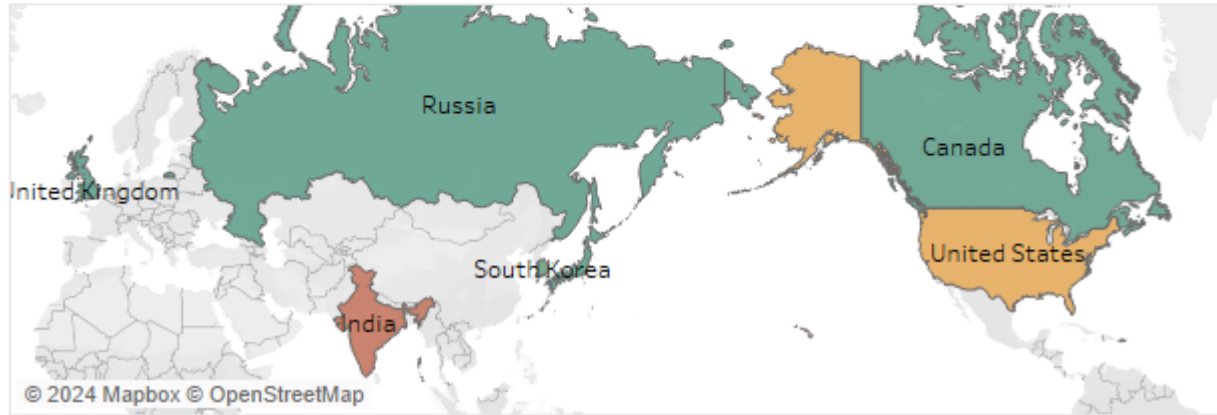 Russia
Canada
United Kingdom
United States
South Korea
India
© 2024 Mapbox © OpenStreetMap